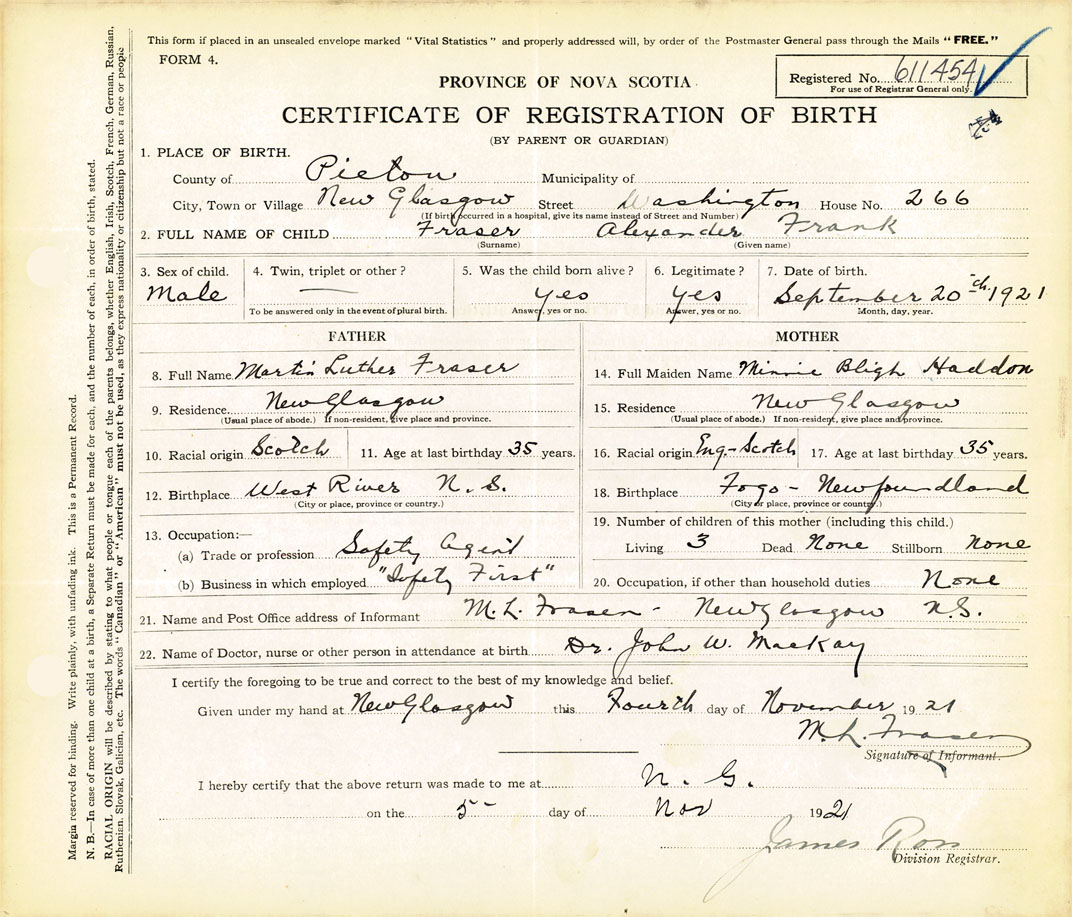 This form if placed in an unsealed envelope marked "Vital Statistics" and properly addressed will, by order of the Postmaster General pass through the Mails "FREE."
FORM 4.
Registered No. 611454
For use of Registrar General only.
PROVINCE OF NOVA SCOTIA
CERTIFICATE OF REGISTRATION OF BIRTH
(BY PARENT OR GUARDIAN)
1. PLACE OF BIRTH.
County of Pictou Municipality of
City, Town or Village New Glasgow Street Washington House No. 266
(If birth occurred in a hospital, give its name instead of Street and Number)
2. FULL NAME OF CHILD Fraser Alexander Frank
(Surname) (Given name)
3. Sex of child. 4. Twin, triplet or other? 5. Was the child born alive? 6. Legitimate? 7. Date of birth.
Male — Yes Yes September 20th 1921
To be answered only in the event of plural birth. Answer, yes or no. Answer, yes or no. Month, day, year.
FATHER
8. Full Name Martin Luther Fraser
9. Residence New Glasgow
(Usual place of abode.) If non-resident, give place and province.
10. Racial origin Scotch 11. Age at last birthday 35 years.
12. Birthplace West River N.S.
(City or place, province or country.)
13. Occupation:—
(a) Trade or profession Safety Agent
(b) Business in which employed "Safety First"
MOTHER
14. Full Maiden Name Minnie Bligh Haddon
15. Residence New Glasgow
(Usual place of abode.) If non-resident, give place and province.
16. Racial origin Eng-Scotch 17. Age at last birthday 35 years.
18. Birthplace Fogo - Newfoundland
(City or place, province or country.)
19. Number of children of this mother (including this child.)
Living 3 Dead None Stillborn None
20. Occupation, if other than household duties None
21. Name and Post Office address of Informant M. L. Fraser - New Glasgow N.S.
22. Name of Doctor, nurse or other person in attendance at birth Dr. John W. MacKay
I certify the foregoing to be true and correct to the best of my knowledge and belief.
Given under my hand at New Glasgow this Fourth day of November 1921
M. L. Fraser
Signature of Informant.
I hereby certify that the above return was made to me at N. G.
on the 5 - day of Nov 1921
James Ross
Division Registrar.
Margin reserved for binding. Write plainly, with unfading ink. This is a Permanent Record.
N. B.—In case of more than one child at a birth, a Separate Return must be made for each, and the number of each, in order of birth, stated.
RACIAL ORIGIN will be described by stating to what people or tongue each of the parents belongs, whether English, Irish, Scotch, French, German, Russian,
Ruthenian, Slovak, Galician, etc. The words "Canadian" or "American" must not be used, as they express nationality or citizenship but not a race or people